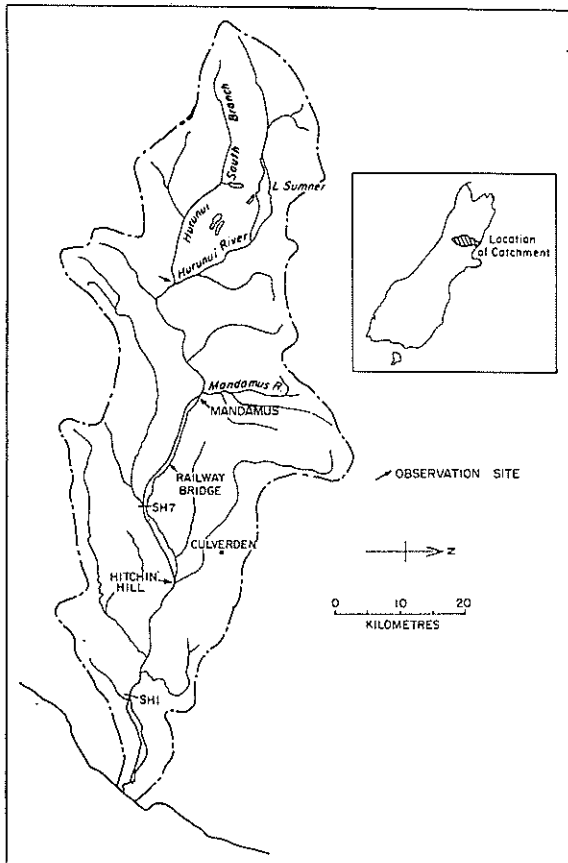 South Branch
Hurunui
L Sumner
Hurunui River
Location
of Catchment
Mandamus R.
MANDAMUS
RAILWAY
BRIDGE
OBSERVATION SITE
SH7
CULVERDEN
N
HITCHIN
HILL
0 10 20
KILOMETRES
SH1